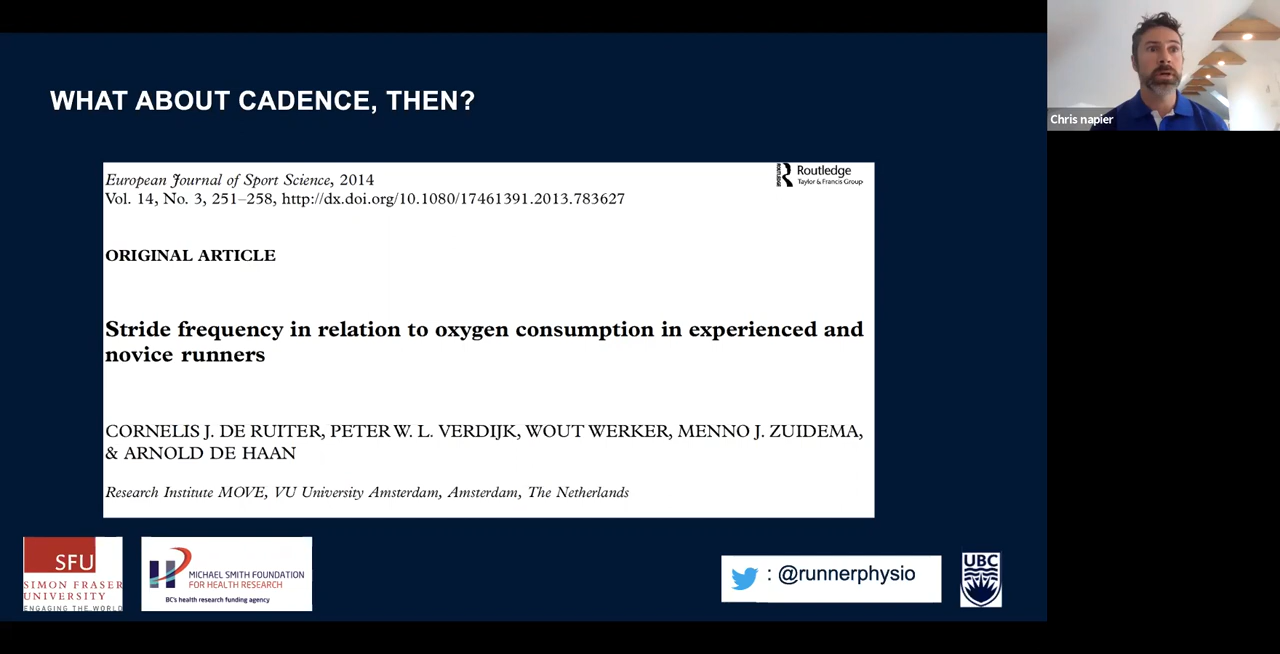 WHAT ABOUT CADENCE, THEN?
European Journal of Sport Science, 2014
Vol. 14, No. 3, 251–258, http://dx.doi.org/10.1080/17461391.2013.783627
ROUTLEDGE
Routledge
Taylor & Francis Group
ORIGINAL ARTICLE
Stride frequency in relation to oxygen consumption in experienced and
novice runners
CORNELIS J. DE RUITER, PETER W. L. VERDIJK, WOUT WERKER, MENNO J. ZUIDEMA,
& ARNOLD DE HAAN
Research Institute MOVE, VU University Amsterdam, Amsterdam, The Netherlands
SFU
SIMON FRASER
UNIVERSITY
ENGAGING THE WORLD
MICHAEL SMITH FOUNDATION
FOR HEALTH RESEARCH
BC's health research funding agency
: @runnerphysio
UBC
Chris napier